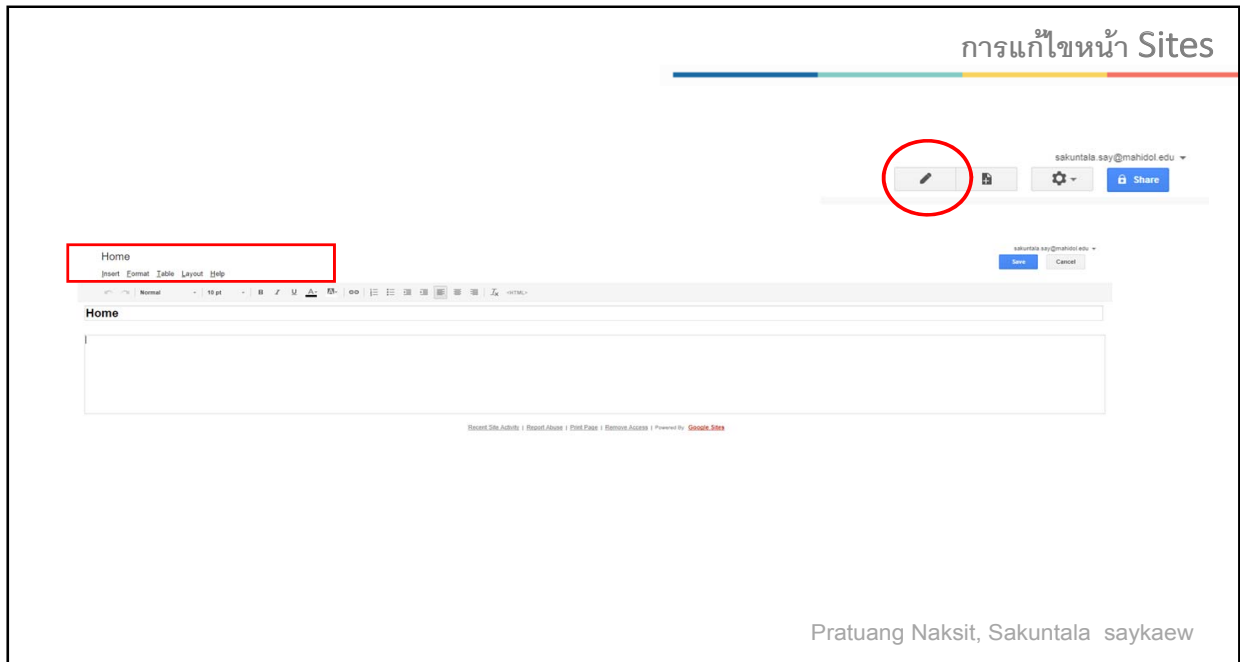 การแก้ไขหน้า Sites
sakuntala.say@mahidol.edu
Share
Home
Insert Format Table Layout Help
sakuntala.say@mahidol.edu
Save Cancel
Normal 10 pt B I U A A <HTML>
Home
Recent Site Activity | Report Abuse | Print Page | Remove Access | Powered By Google Sites
Pratuang Naksit, Sakuntala saykaew